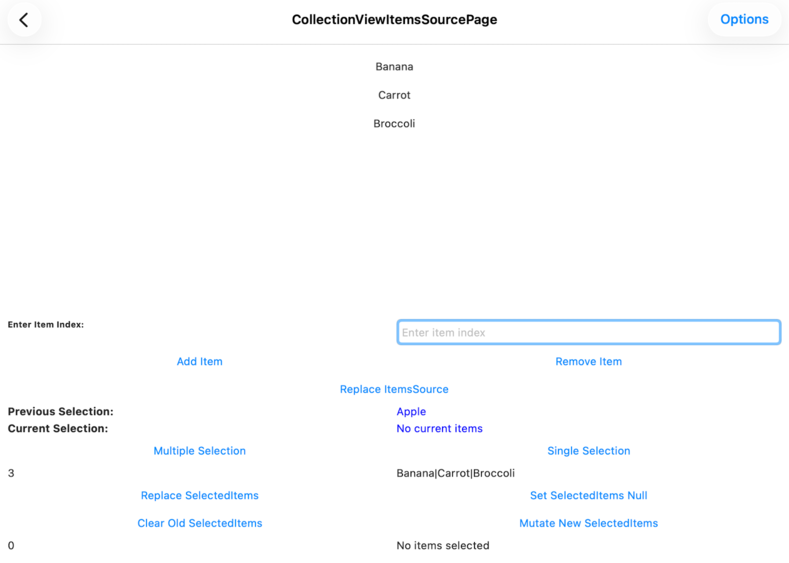 CollectionViewItemsSourcePage
Options
Banana
Carrot
Broccoli
Enter Item Index:
Enter item index
Add Item
Remove Item
Replace ItemsSource
Previous Selection:
Apple
Current Selection:
No current items
Multiple Selection
Single Selection
3
Banana|Carrot|Broccoli
Replace SelectedItems
Set SelectedItems Null
Clear Old SelectedItems
Mutate New SelectedItems
0
No items selected